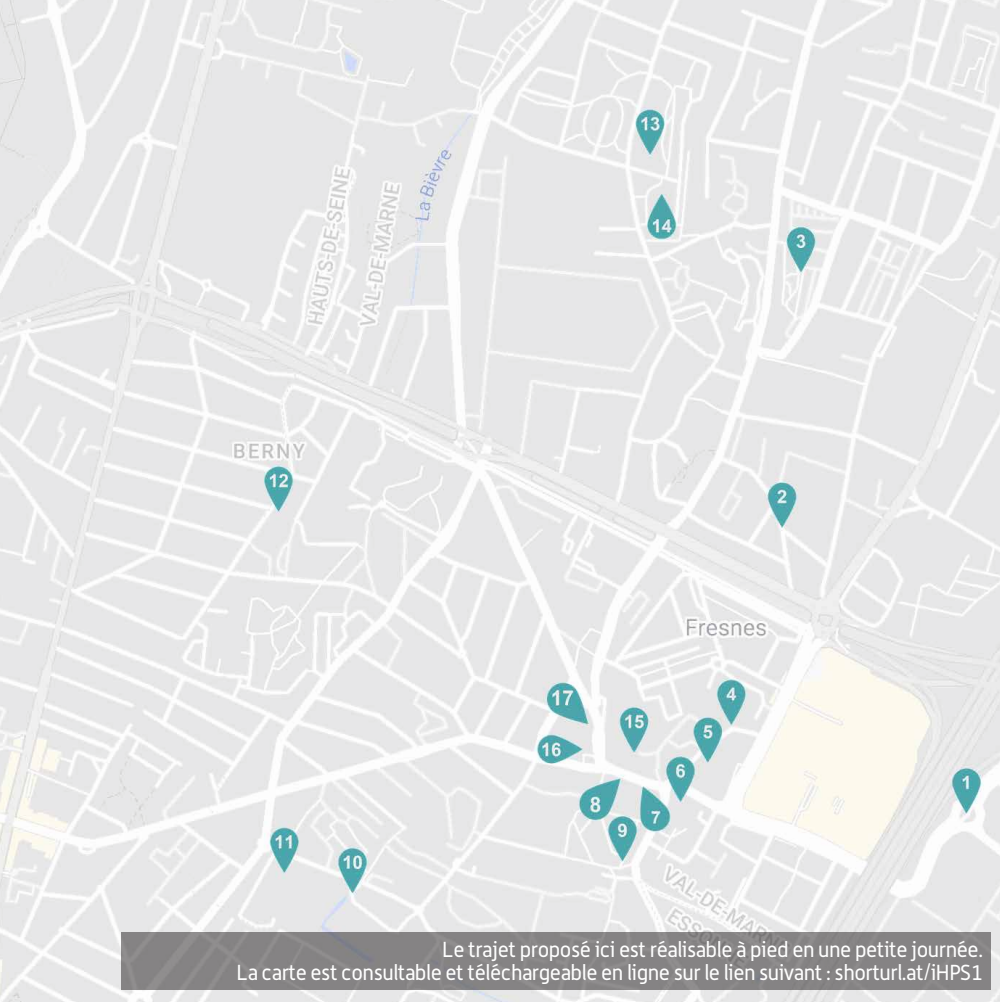 13
La Bièvre
HAUTS-DE-SEINE
VAL-DE-MARNE
14
3
BERNY
12
2
Fresnes
17
4
15
5
16
6
1
8
7
9
11
10
VAL-DE-MARNE
Le trajet proposé ici est réalisable à pied en une petite journée.
La carte est consultable et téléchargeable en ligne sur le lien suivant : shorturl.at/iHPS1